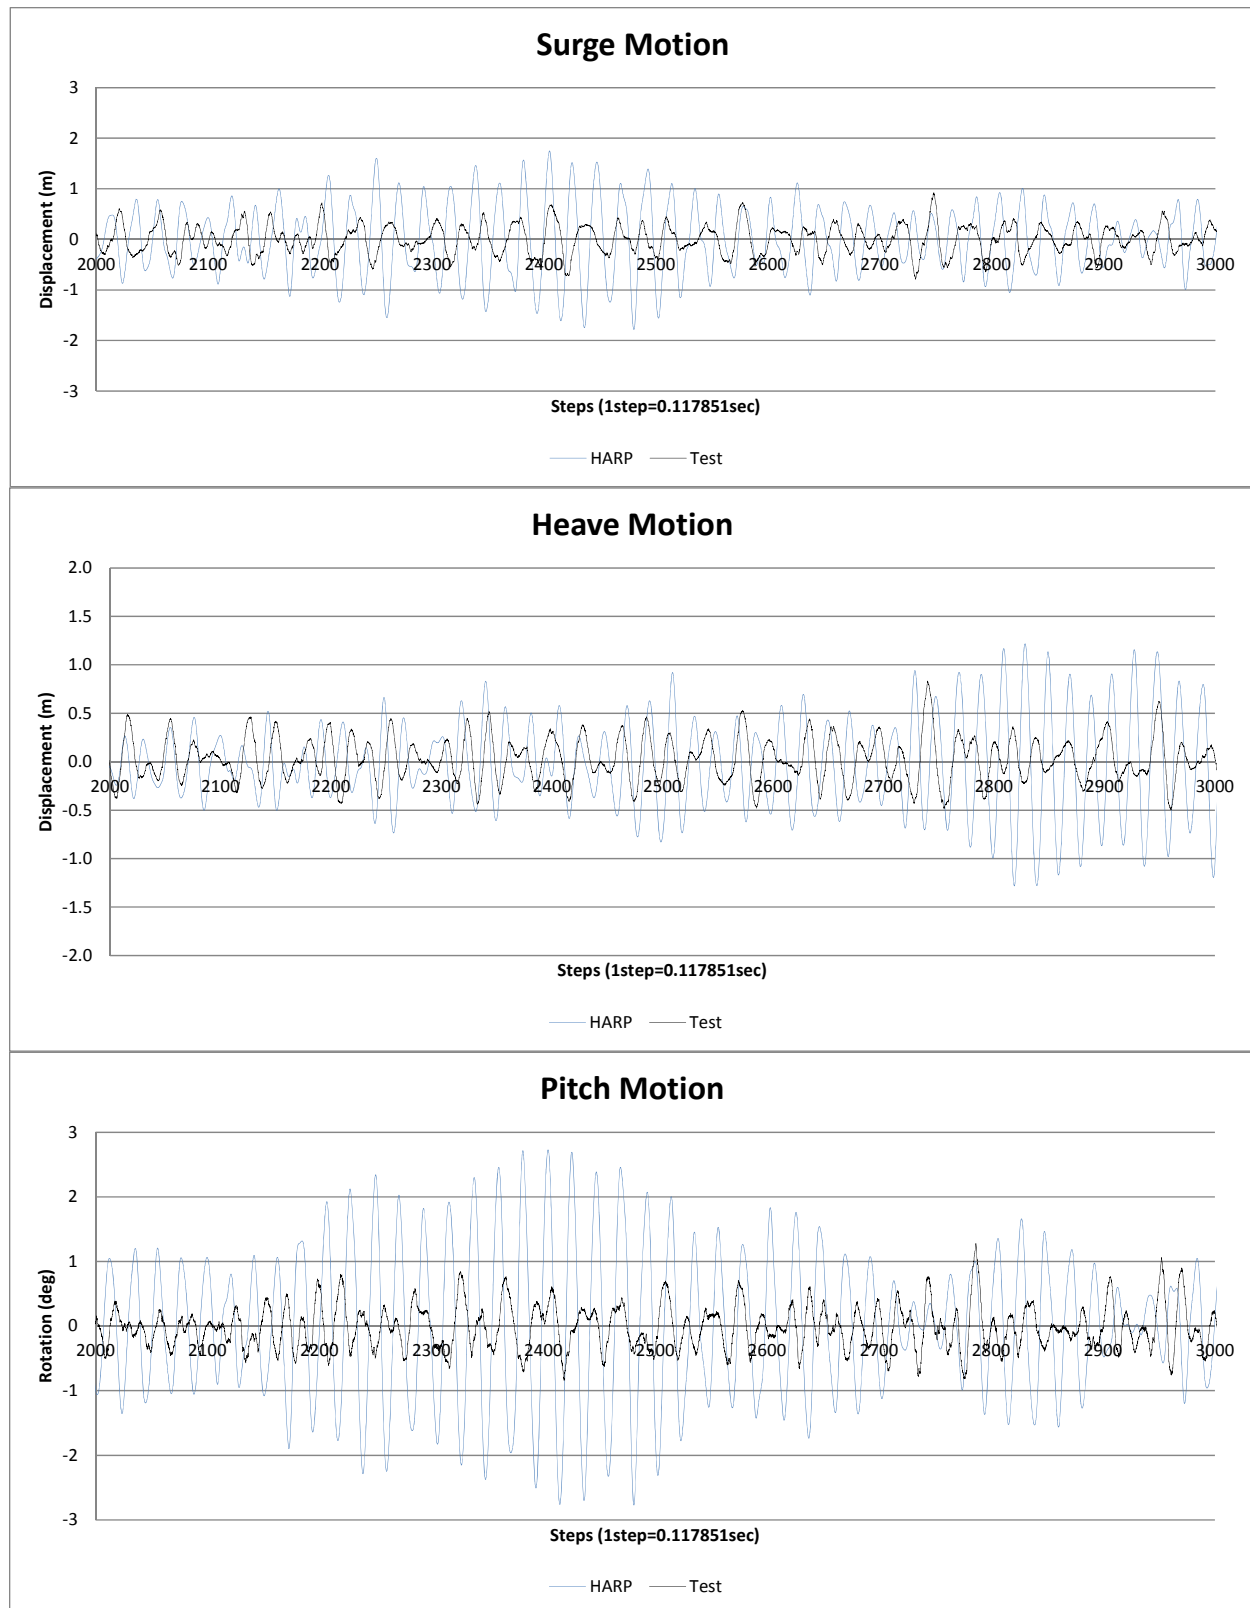 Surge Motion
3
2
1
0
-1
-2
-3
Displacement (m)
2000 2100 2200 2300 2400 2500 2600 2700 2800 2900 3000
Steps (1step=0.117851sec)
HARP Test
Heave Motion
2.0
1.5
1.0
0.5
0.0
-0.5
-1.0
-1.5
-2.0
Displacement (m)
2000 2100 2200 2300 2400 2500 2600 2700 2800 2900 3000
Steps (1step=0.117851sec)
HARP Test
Pitch Motion
3
2
1
0
-1
-2
-3
Rotation (deg)
2000 2100 2200 2300 2400 2500 2600 2700 2800 2900 3000
Steps (1step=0.117851sec)
HARP Test